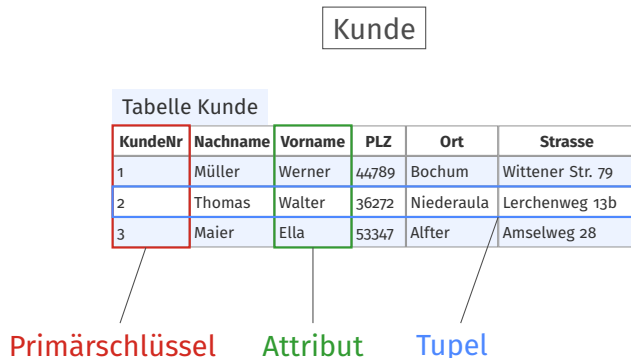 Kunde
Tabelle Kunde
KundeNr Nachname Vorname PLZ Ort Strasse
1 Müller Werner 44789 Bochum Wittener Str. 79
2 Thomas Walter 36272 Niederaula Lerchenweg 13b
3 Maier Ella 53347 Alfter Amselweg 28
Primärschlüssel Attribut Tupel